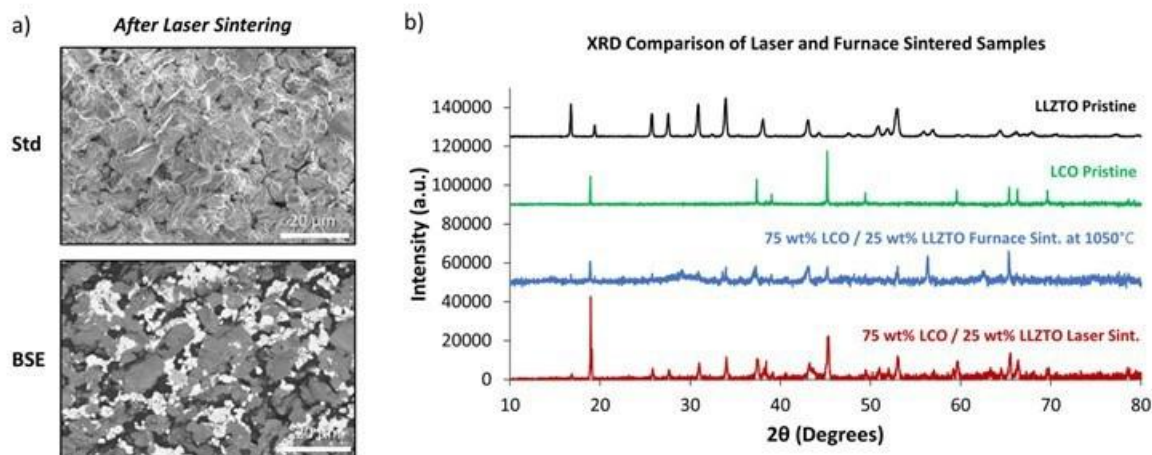 a)
After Laser Sintering
Std
20 µm
BSE
20 µm
b)
XRD Comparison of Laser and Furnace Sintered Samples
Intensity (a.u.)
140000
120000
100000
80000
60000
40000
20000
0
LLZTO Pristine
LCO Pristine
75 wt% LCO / 25 wt% LLZTO Furnace Sint. at 1050°C
75 wt% LCO / 25 wt% LLZTO Laser Sint.
10 20 30 40 50 60 70 80
2θ (Degrees)